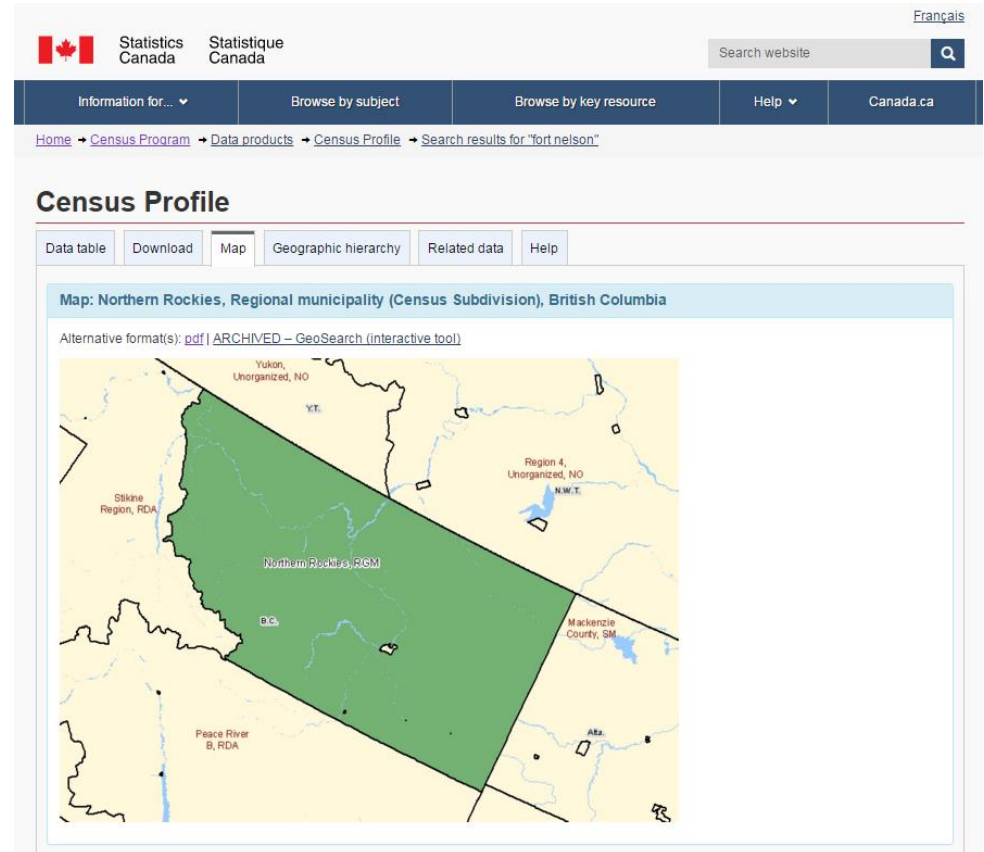 Français
Statistics Canada Statistique Canada
Search website
Information for... Browse by subject Browse by key resource Help Canada.ca
Home → Census Program → Data products → Census Profile → Search results for "fort nelson"
Census Profile
Data table Download Map Geographic hierarchy Related data Help
Map: Northern Rockies, Regional municipality (Census Subdivision), British Columbia
Alternative format(s): pdf | ARCHIVED – GeoSearch (interactive tool)
Yukon,
Unorganized, NO
Y.T.
Region 4,
Unorganized, NO
N.W.T.
Stikine
Region, RDA
Northern Rockies, RGM
B.C.
Mackenzie
County, SM
Peace River
B, RDA
Alta.